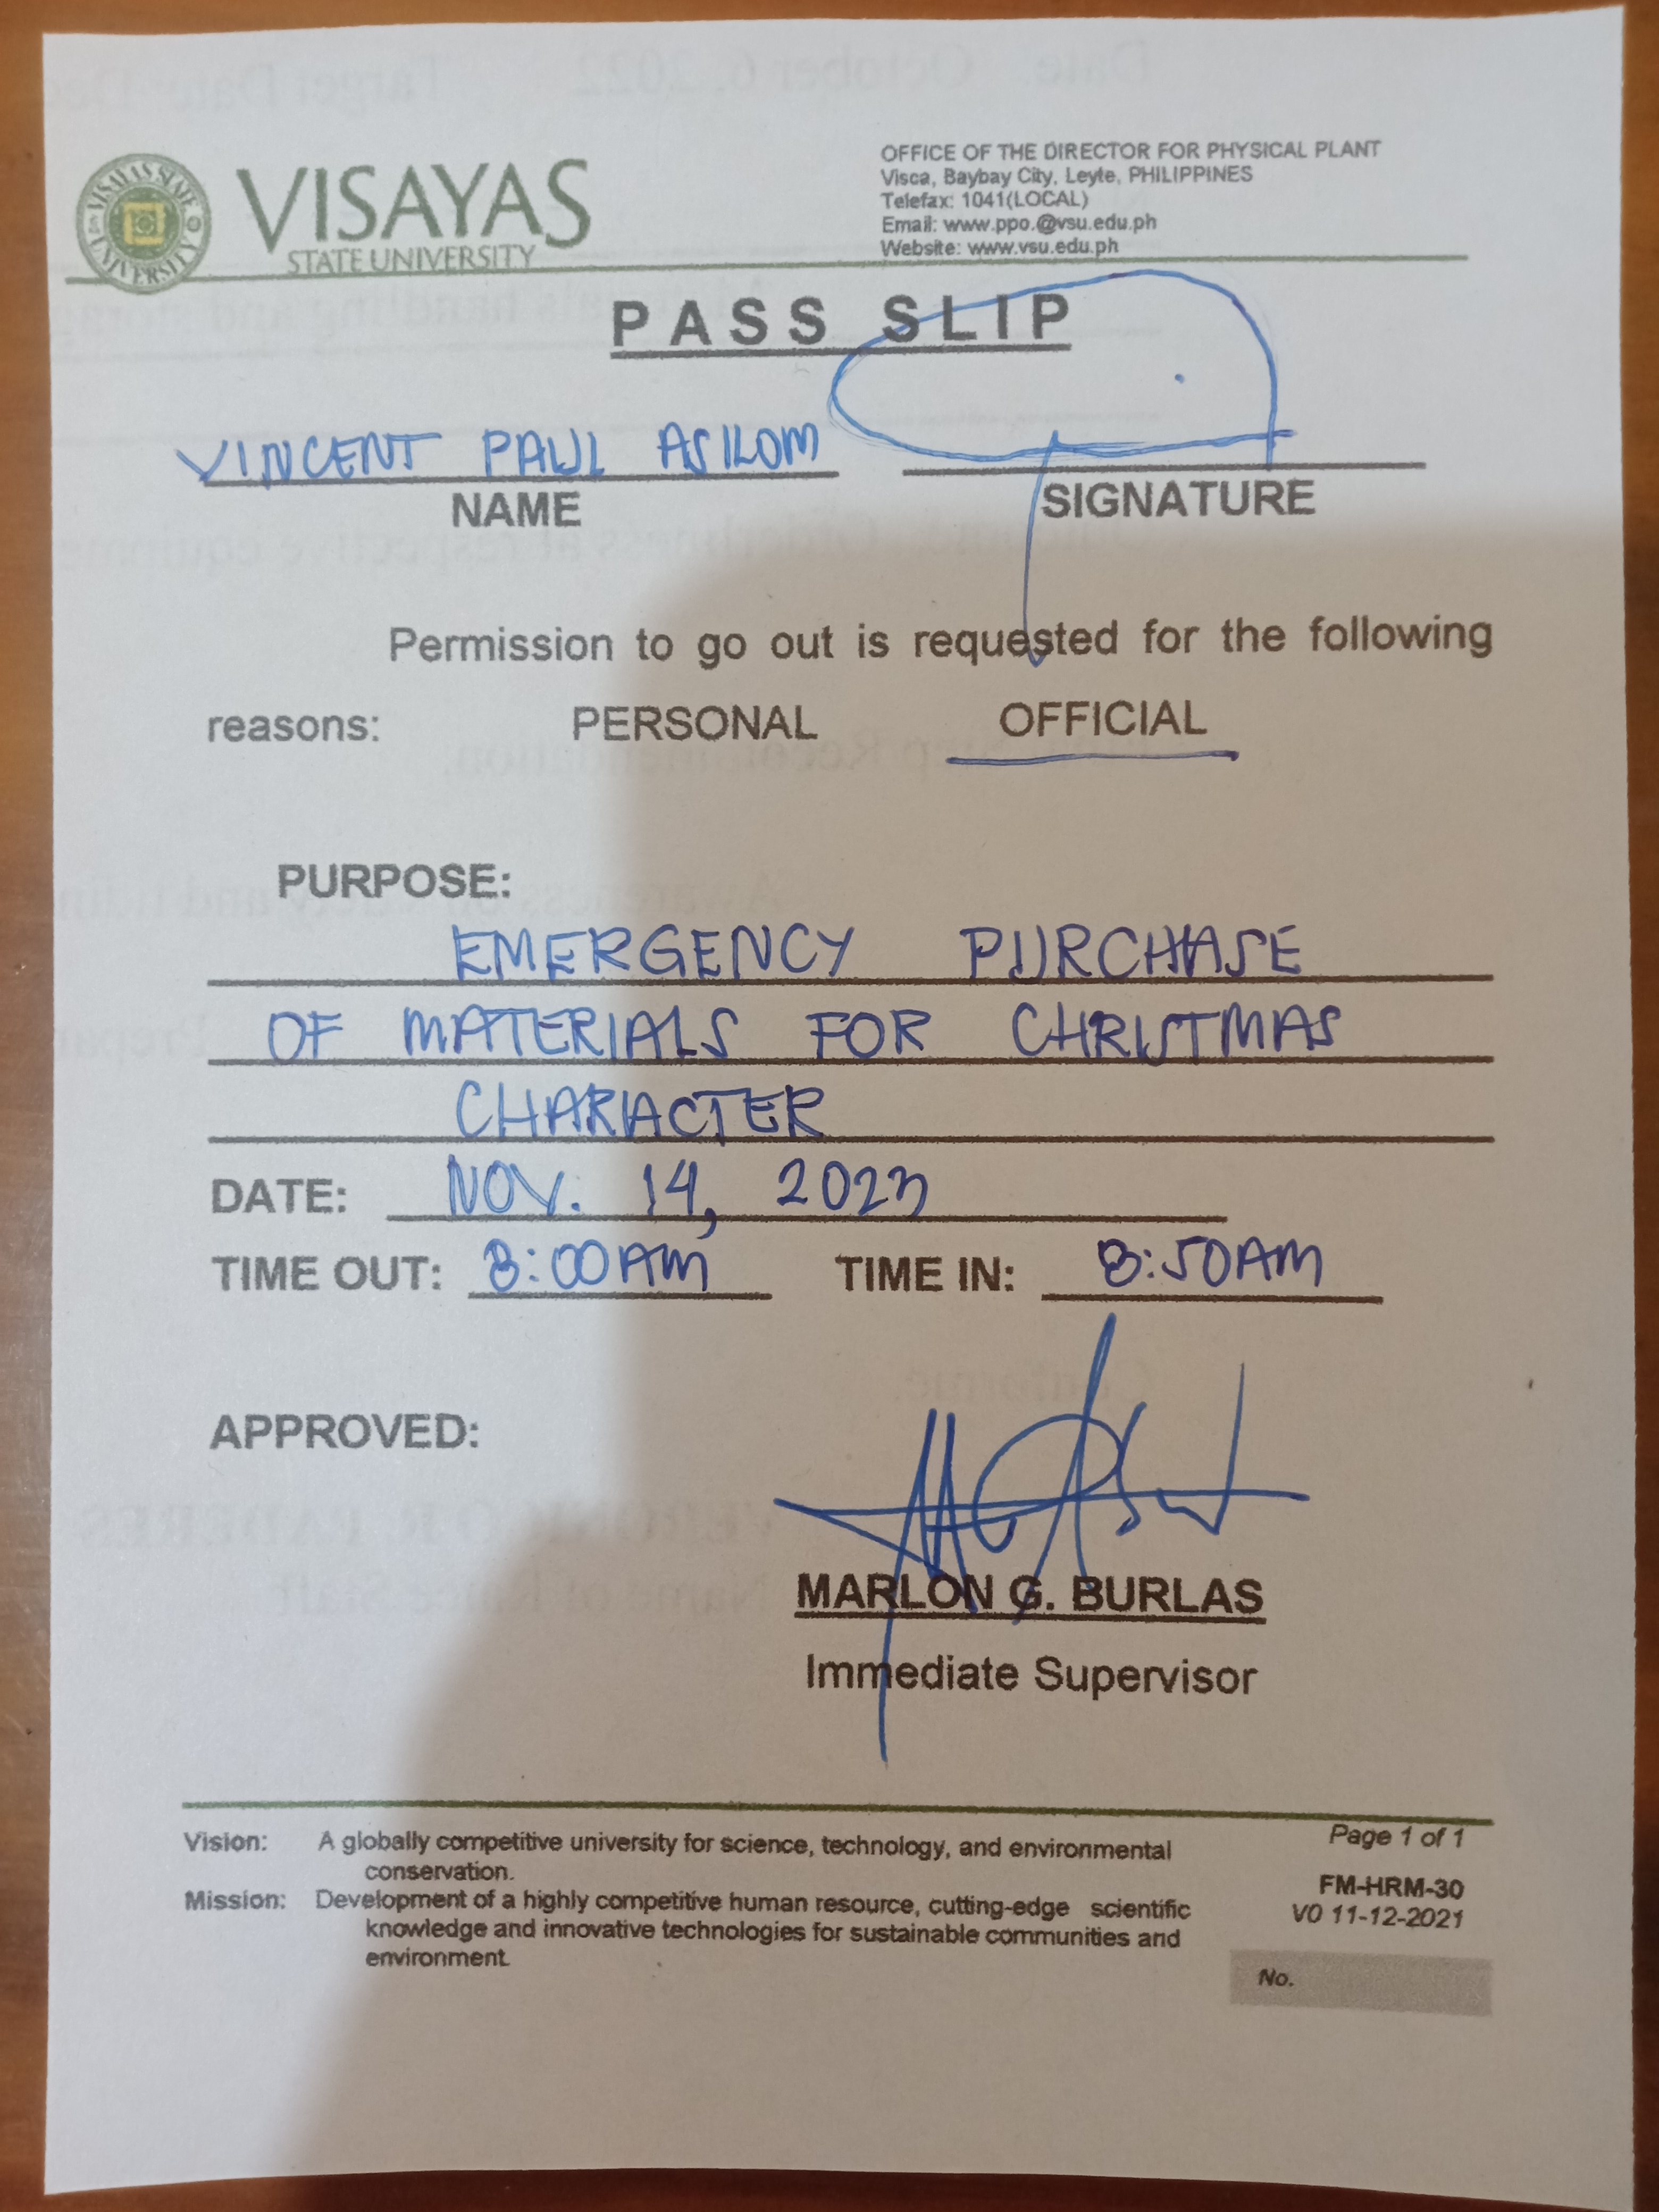 VISAYAS STATE UNIVERSITY
VISAYAS
STATE UNIVERSITY
OFFICE OF THE DIRECTOR FOR PHYSICAL PLANT
Visca, Baybay City, Leyte, PHILIPPINES
Telefax: 1041(LOCAL)
Email: www.ppo.@vsu.edu.ph
Website: www.vsu.edu.ph
PASS SLIP
VINCENT PAUL ASILOM
NAME SIGNATURE
Permission to go out is requested for the following
reasons: PERSONAL OFFICIAL
PURPOSE:
EMERGENCY PURCHASE
OF MATERIALS FOR CHRISTMAS
CHARACTER
DATE: NOV. 14, 2023
TIME OUT: 8:00AM TIME IN: 8:50AM
APPROVED:
MARLON G. BURLAS
Immediate Supervisor
Vision: A globally competitive university for science, technology, and environmental
conservation.
Mission: Development of a highly competitive human resource, cutting-edge scientific
knowledge and innovative technologies for sustainable communities and
environment.
Page 1 of 1
FM-HRM-30
V0 11-12-2021
No.